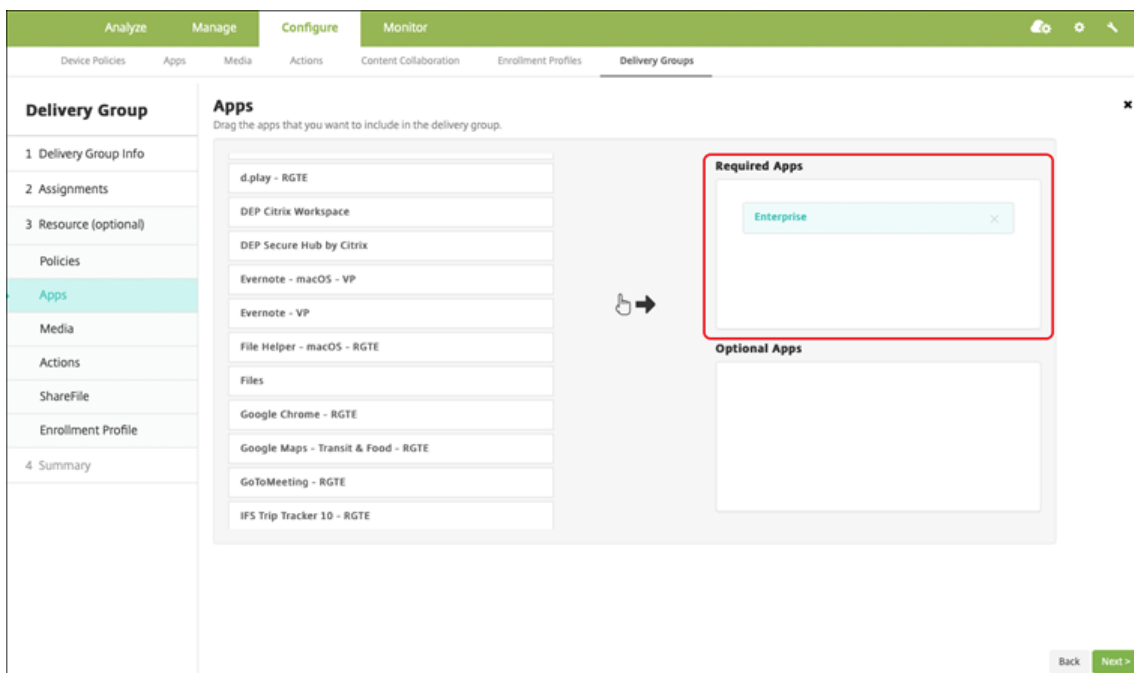 Analyze Manage Configure Monitor
Device Policies Apps Media Actions Content Collaboration Enrollment Profiles Delivery Groups
Delivery Group
1 Delivery Group Info
2 Assignments
3 Resource (optional)
Policies
Apps
Media
Actions
ShareFile
Enrollment Profile
4 Summary
Apps
Drag the apps that you want to include in the delivery group.
d.play - RGTE
DEP Citrix Workspace
DEP Secure Hub by Citrix
Evernote - macOS - VP
Evernote - VP
File Helper - macOS - RGTE
Files
Google Chrome - RGTE
Google Maps - Transit & Food - RGTE
GoToMeeting - RGTE
IFS Trip Tracker 10 - RGTE
Required Apps
Enterprise
Optional Apps
Back Next >